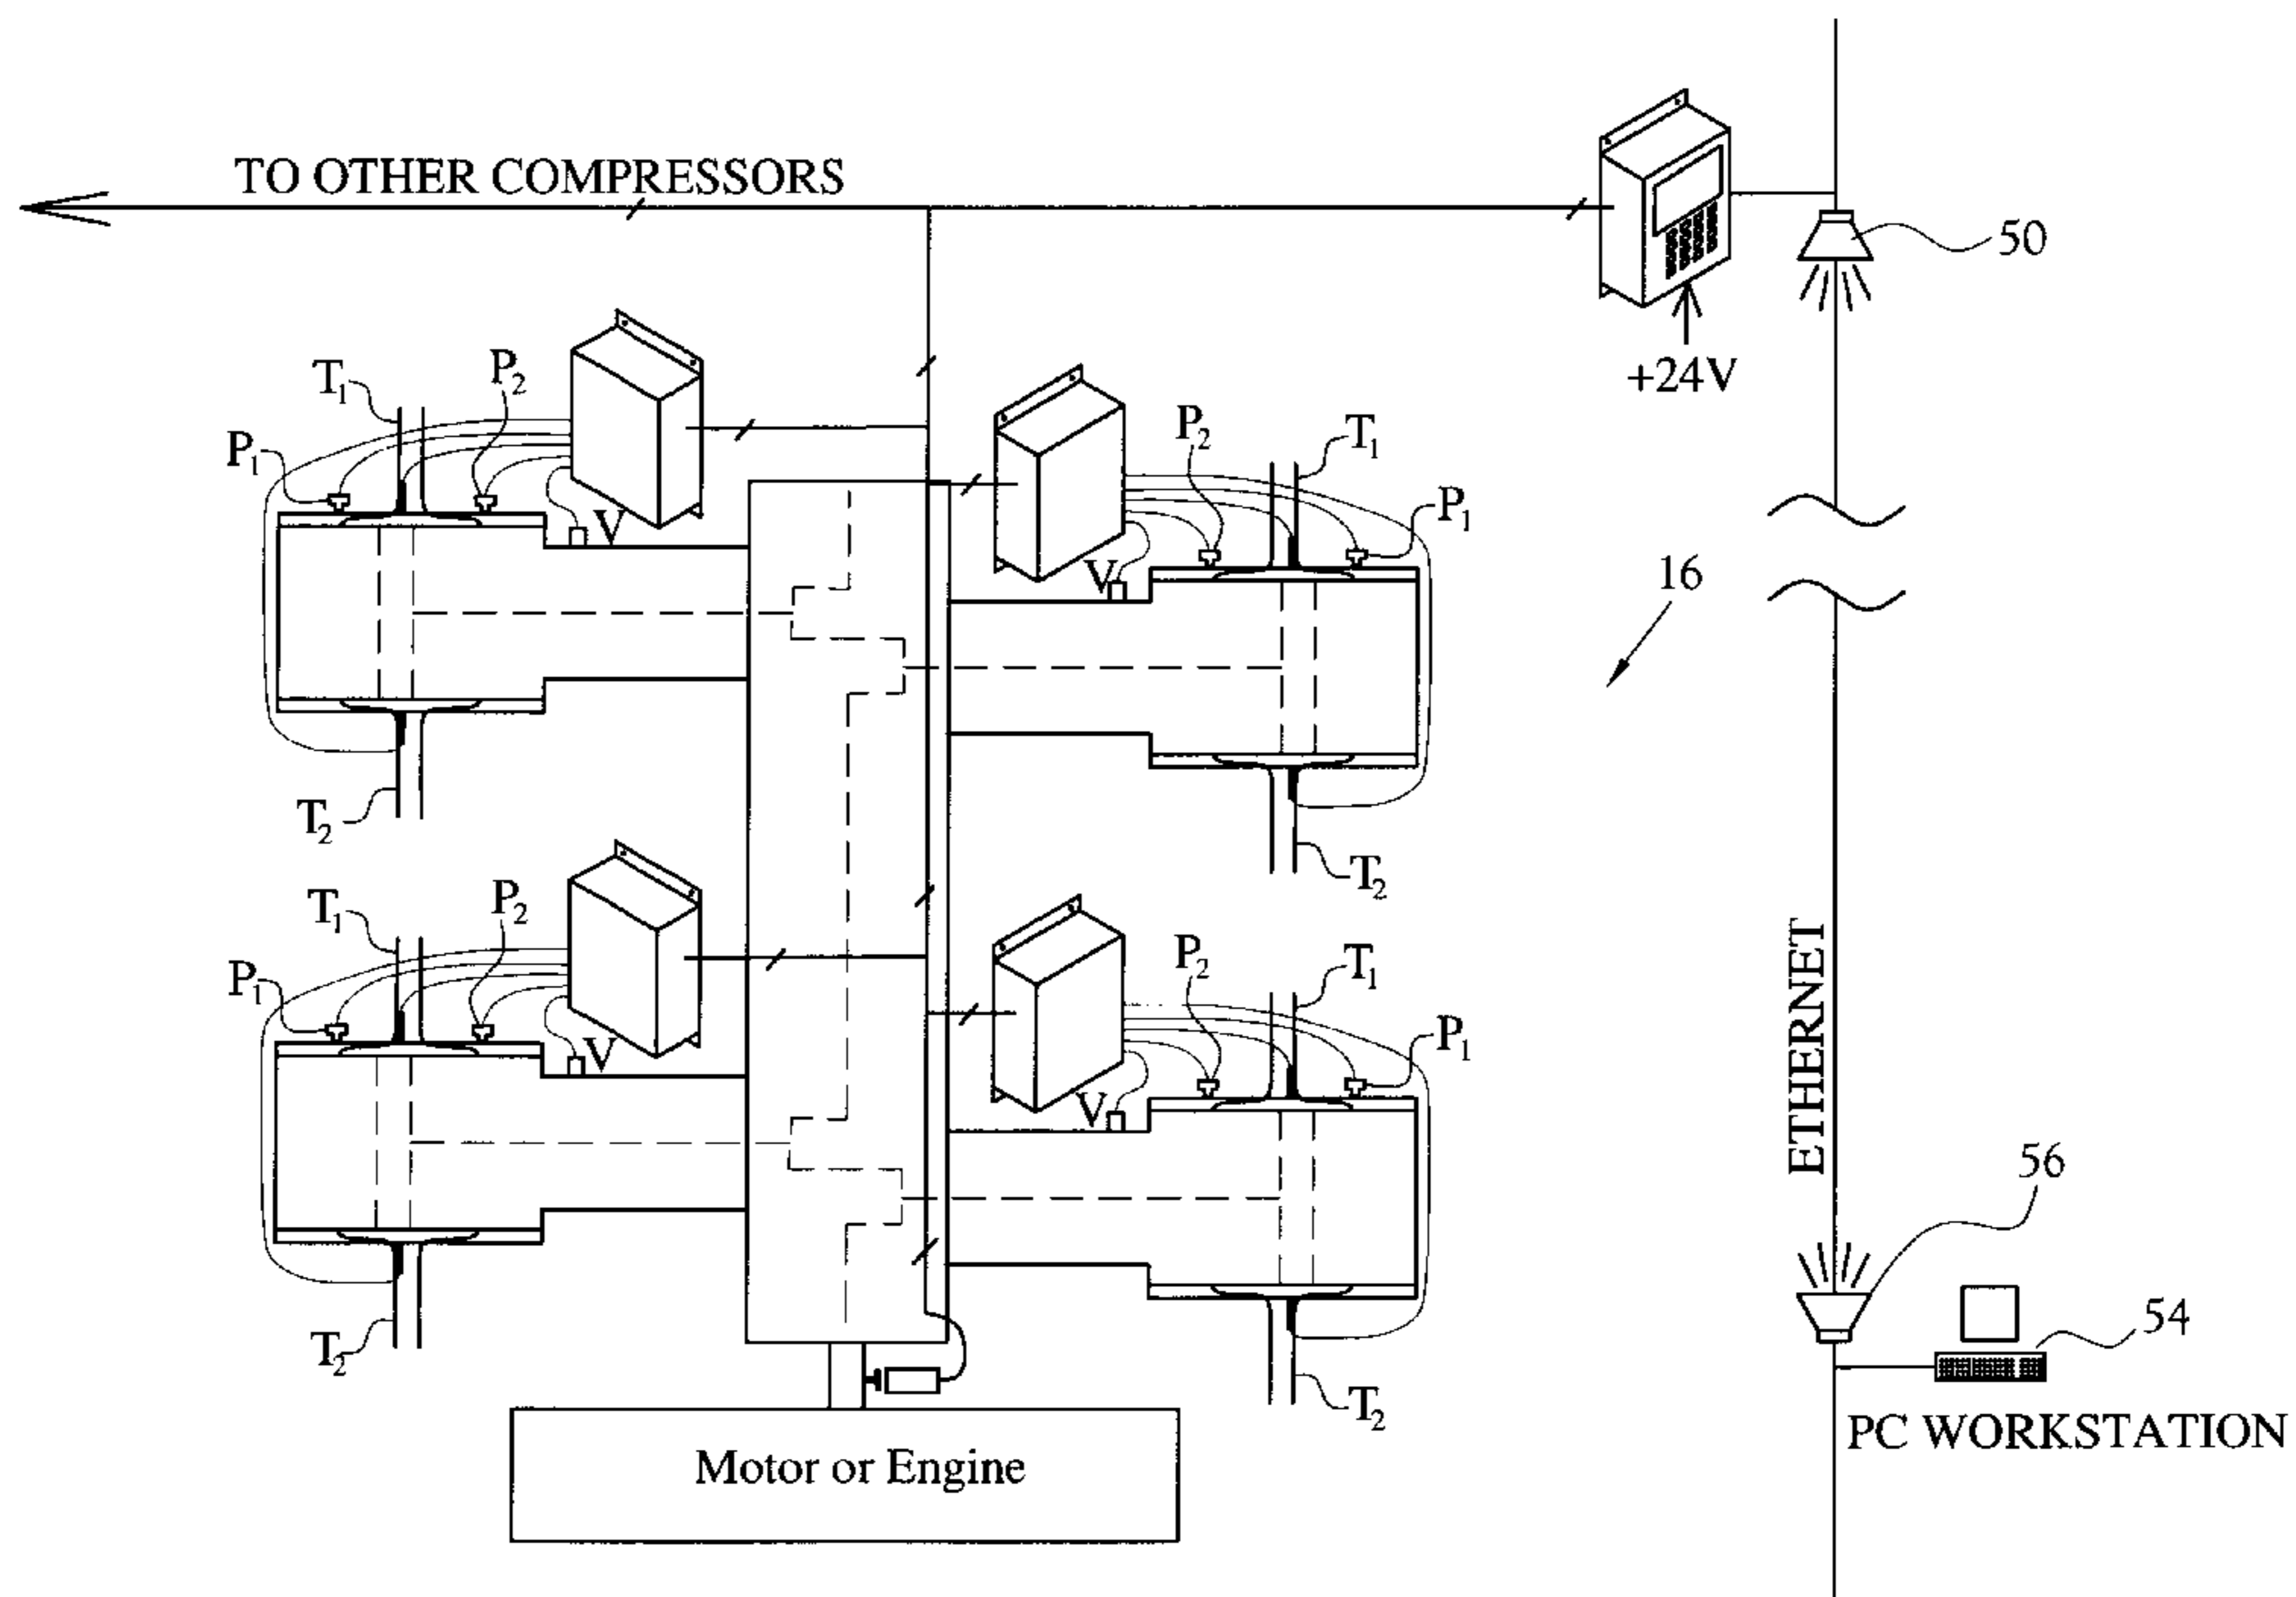 TO OTHER COMPRESSORS
50
+24V
T1
P2
P1
V
T2
P2
T1
P1
V
T2
16
T1
P2
P1
V
T2
P2
T1
P1
V
T2
ETHERNET
56
54
PC WORKSTATION
Motor or Engine